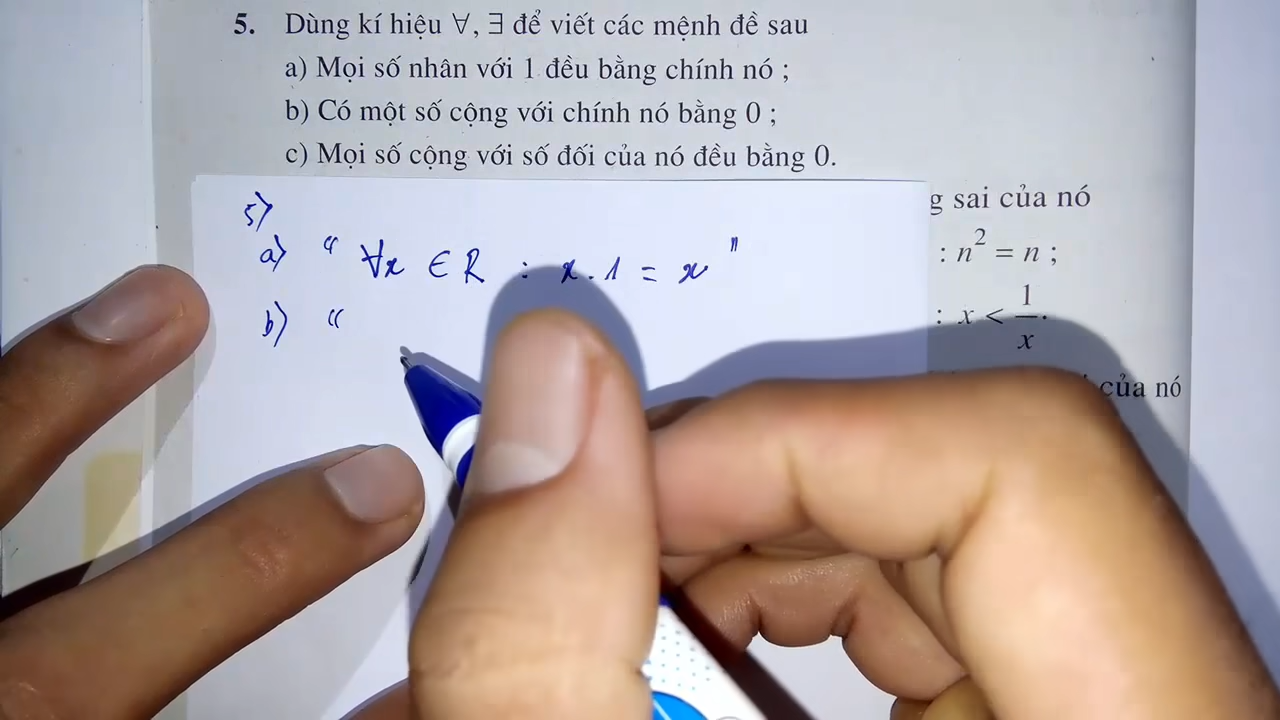 5. Dùng kí hiệu ∀, ∃ để viết các mệnh đề sau
a) Mọi số nhân với 1 đều bằng chính nó ;
b) Có một số cộng với chính nó bằng 0 ;
c) Mọi số cộng với số đối của nó đều bằng 0.
g sai của nó
: n² = n ;
: x < 1/x.
của nó
5)
a) “ ∀x ∈ R : x . 1 = x ”
b) “